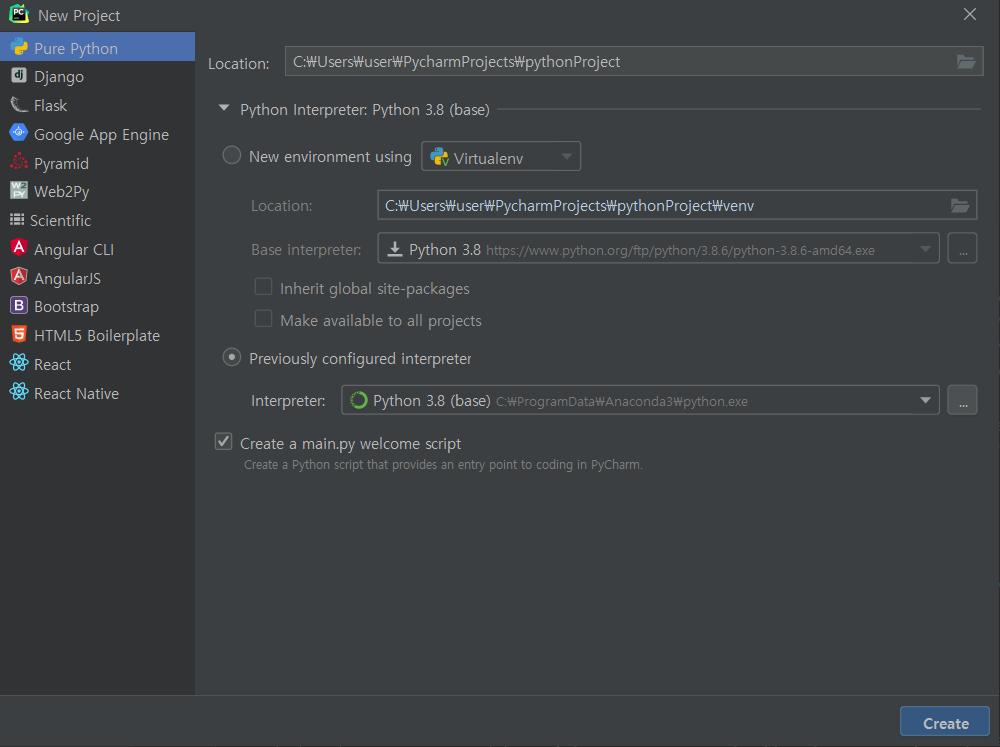 New Project
Pure Python
Django
Flask
Google App Engine
Pyramid
Web2Py
Scientific
Angular CLI
AngularJS
Bootstrap
HTML5 Boilerplate
React
React Native
Location: C:₩Users₩user₩PycharmProjects₩pythonProject
Python Interpreter: Python 3.8 (base)
New environment using Virtualenv
Location: C:₩Users₩user₩PycharmProjects₩pythonProject₩venv
Base interpreter: Python 3.8 https://www.python.org/ftp/python/3.8.6/python-3.8.6-amd64.exe ...
Inherit global site-packages
Make available to all projects
Previously configured interpreter
Interpreter: Python 3.8 (base) C:₩ProgramData₩Anaconda3₩python.exe ...
Create a main.py welcome script
Create a Python script that provides an entry point to coding in PyCharm.
Create